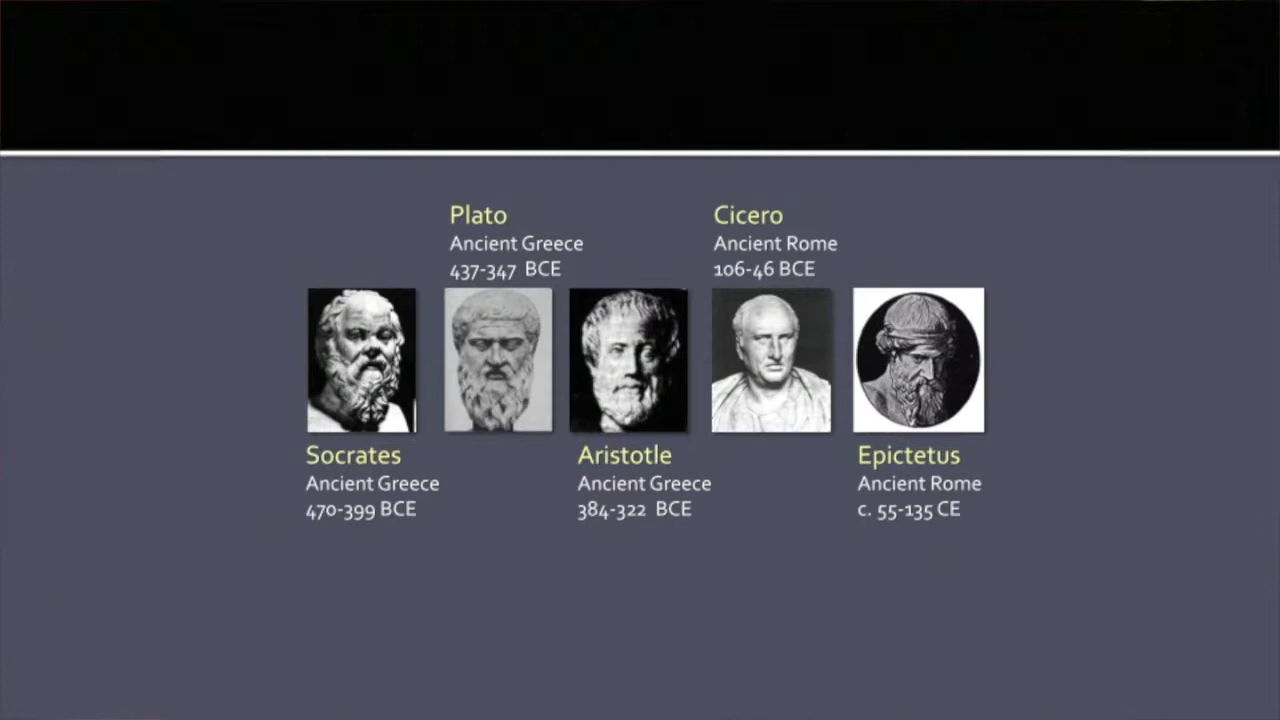 Plato
Ancient Greece
437-347 BCE
Cicero
Ancient Rome
106-46 BCE
Socrates
Ancient Greece
470-399 BCE
Aristotle
Ancient Greece
384-322 BCE
Epictetus
Ancient Rome
c. 55-135 CE